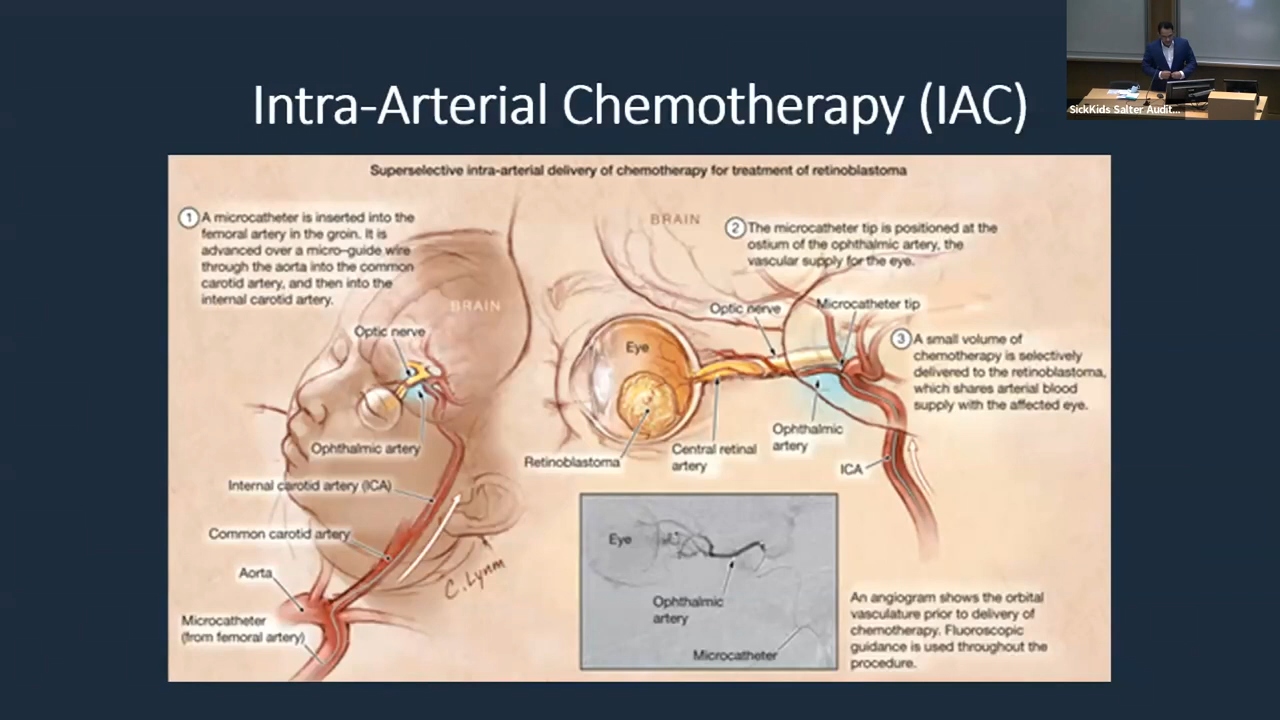 Intra-Arterial Chemotherapy (IAC)
SickKids Salter Audit...
Superselective intra-arterial delivery of chemotherapy for treatment of retinoblastoma
1 A microcatheter is inserted into the
femoral artery in the groin. It is
advanced over a micro-guide wire
through the aorta into the common
carotid artery, and then into the
internal carotid artery.
BRAIN
Optic nerve
Ophthalmic artery
Internal carotid artery (ICA)
Common carotid artery
Aorta
Microcatheter
(from femoral artery)
C. Lynm
BRAIN
2 The microcatheter tip is positioned at the
ostium of the ophthalmic artery, the
vascular supply for the eye.
Optic nerve
Microcatheter tip
Eye
3 A small volume of
chemotherapy is selectively
delivered to the retinoblastoma,
which shares arterial blood
supply with the affected eye.
Retinoblastoma
Central retinal
artery
Ophthalmic
artery
ICA
Eye
Ophthalmic
artery
Microcatheter
An angiogram shows the orbital
vasculature prior to delivery of
chemotherapy. Fluoroscopic
guidance is used throughout the
procedure.